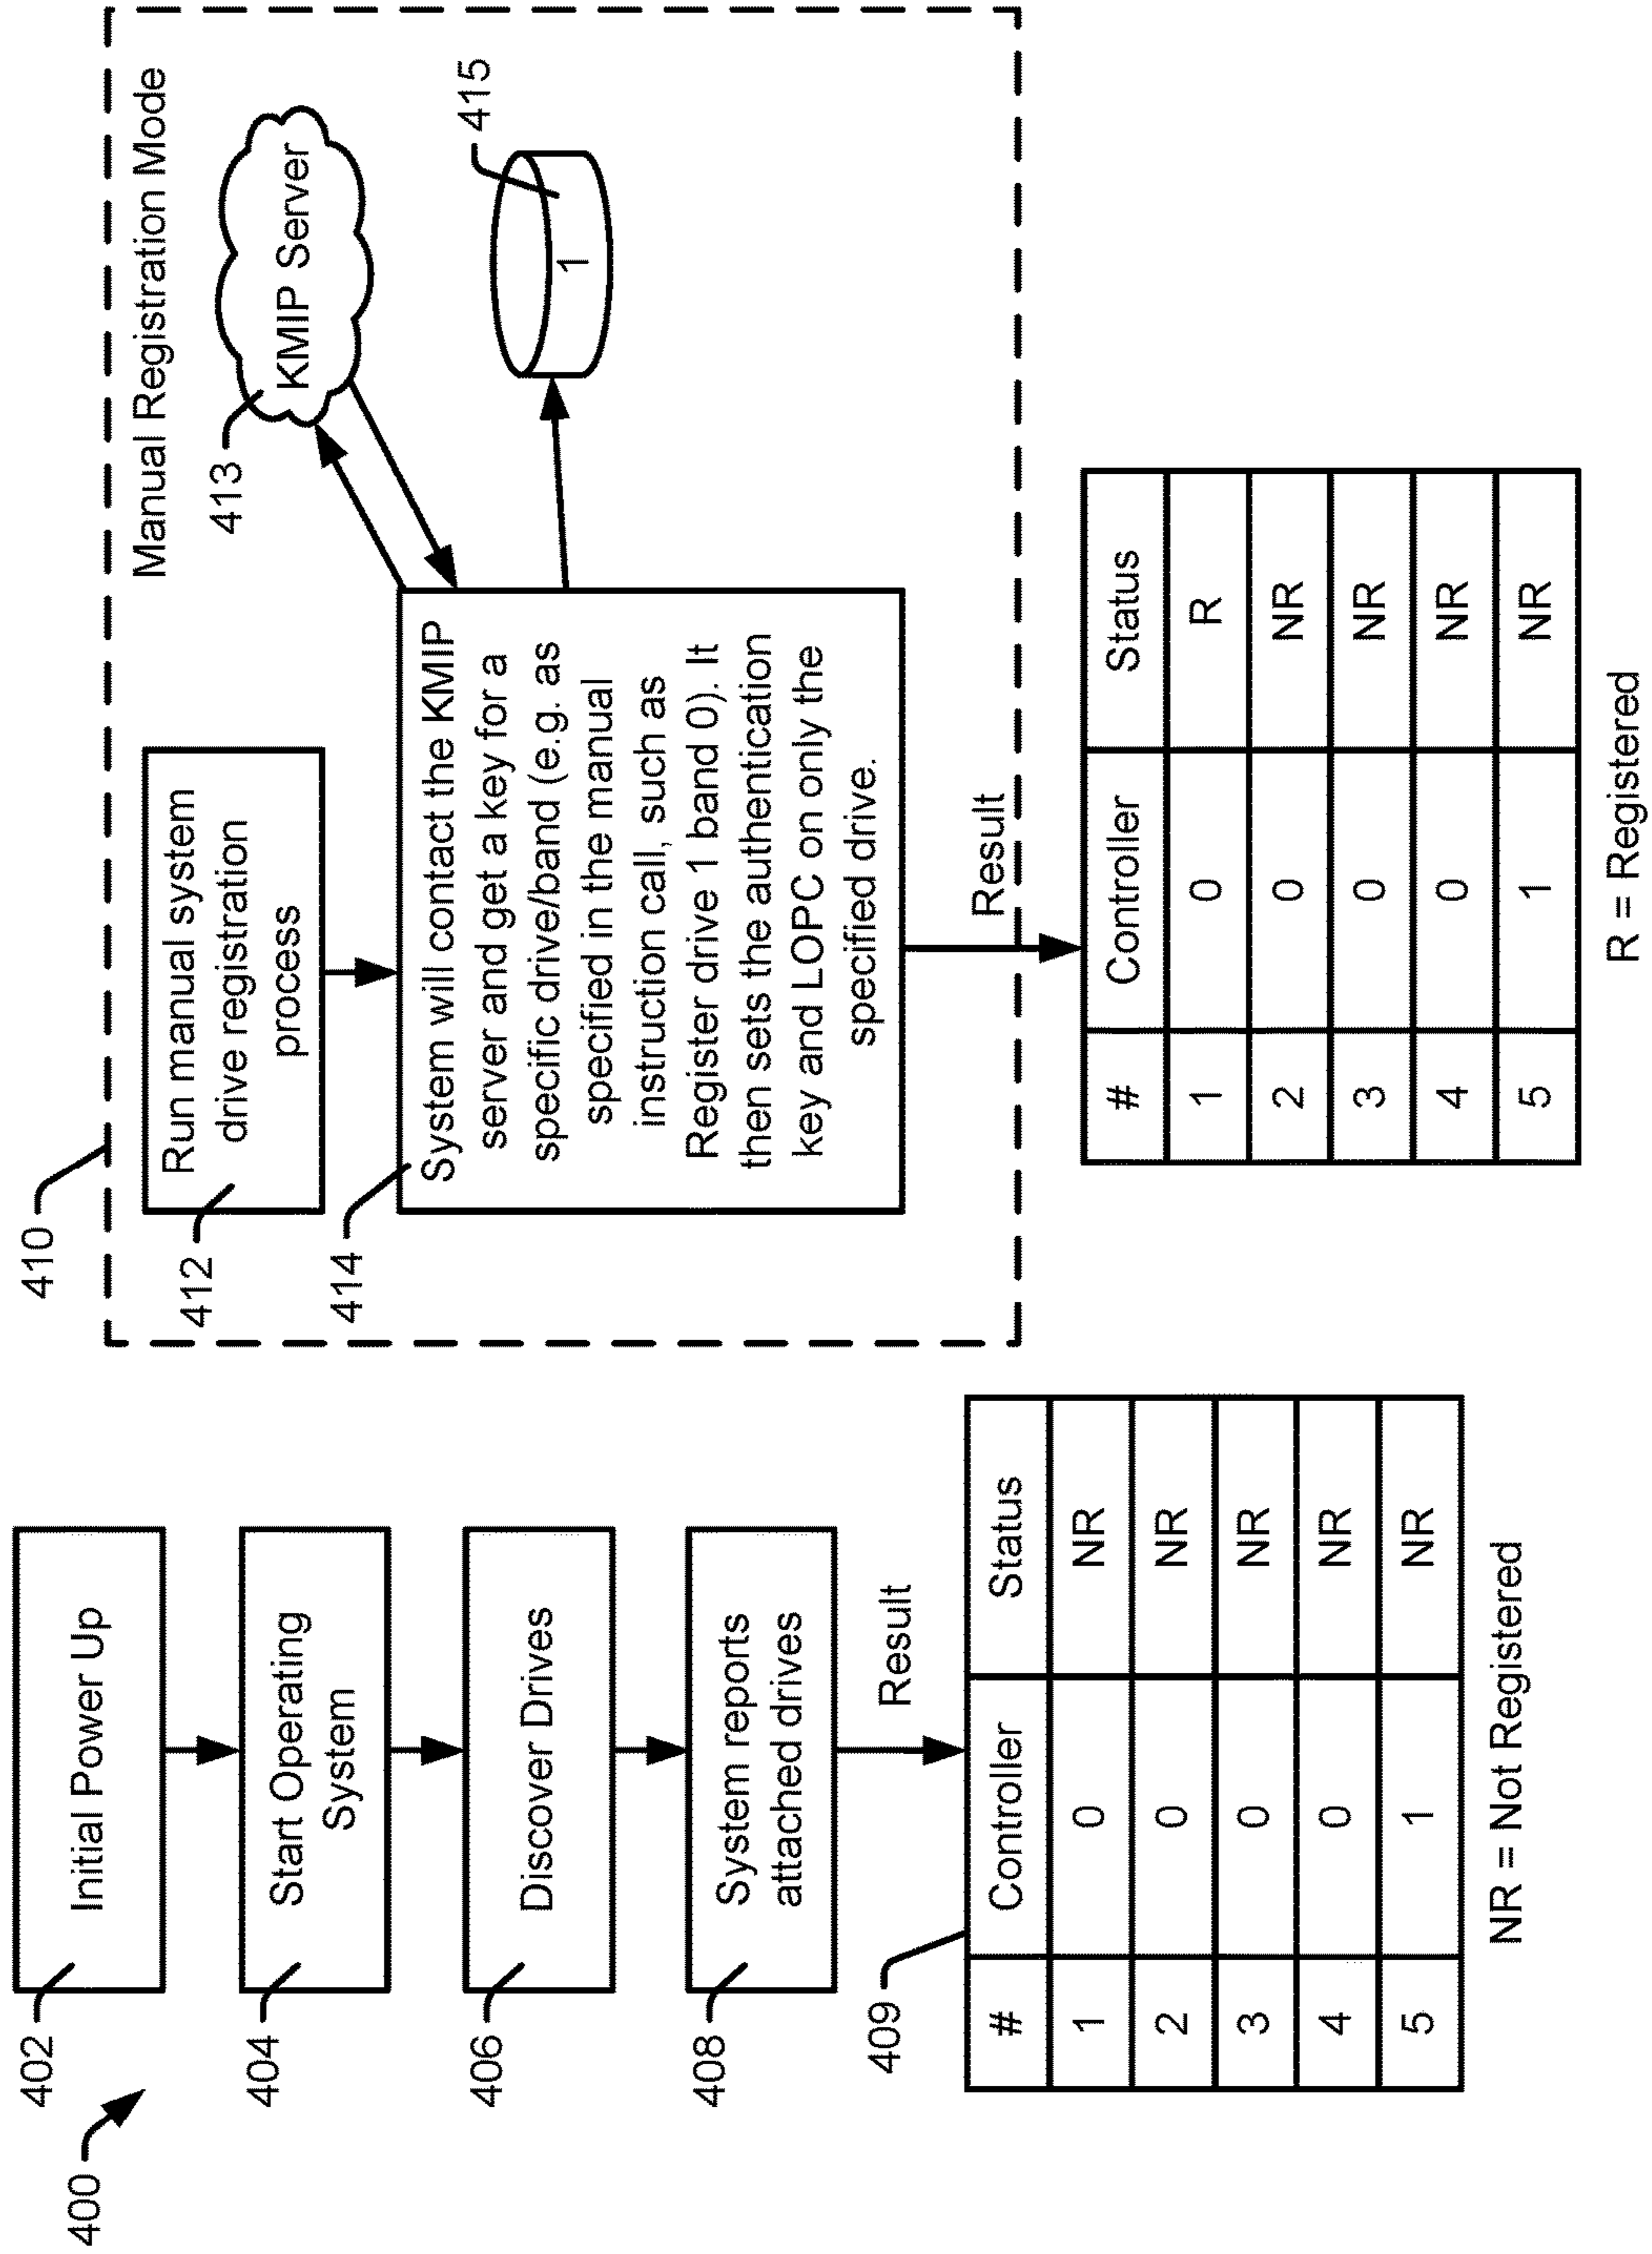 400
402
Initial Power Up
404
Start Operating
System
406
Discover Drives
408
System reports
attached drives
Result
409
# Controller Status
1 0 NR
2 0 NR
3 0 NR
4 0 NR
5 1 NR
NR = Not Registered
410
Manual Registration Mode
412
Run manual system
drive registration
process
413
KMIP Server
414
System will contact the KMIP
server and get a key for a
specific drive/band (e.g. as
specified in the manual
instruction call, such as
Register drive 1 band 0). It
then sets the authentication
key and LOPC on only the
specified drive.
415
1
Result
# Controller Status
1 0 R
2 0 NR
3 0 NR
4 0 NR
5 1 NR
R = Registered